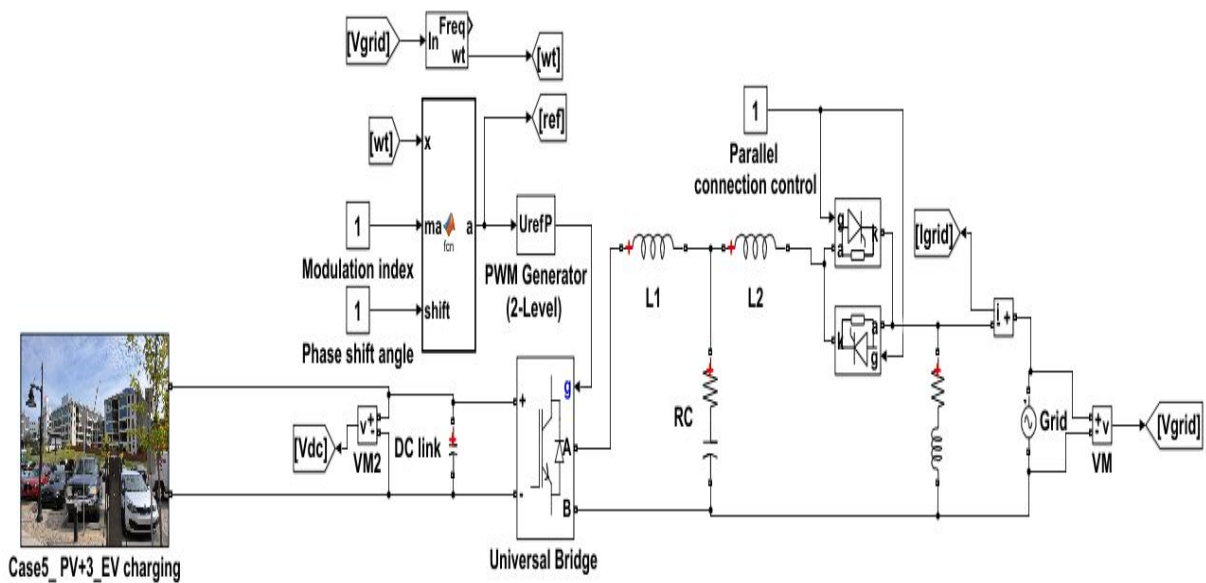 [Vgrid]
In
Freq
wt
[wt]
[ref]
[wt]
x
1
ma
fcn
a
Modulation index
1
shift
Phase shift angle
UrefP
PWM Generator
(2-Level)
1
Parallel
connection control
g
a
k
k
a
g
[Igrid]
i
+
L1
L2
RC
g
+
-
A
B
Universal Bridge
[Vdc]
v
+
-
VM2
DC link
Grid
+
-
v
VM
[Vgrid]
Case5_ PV+3_EV charging